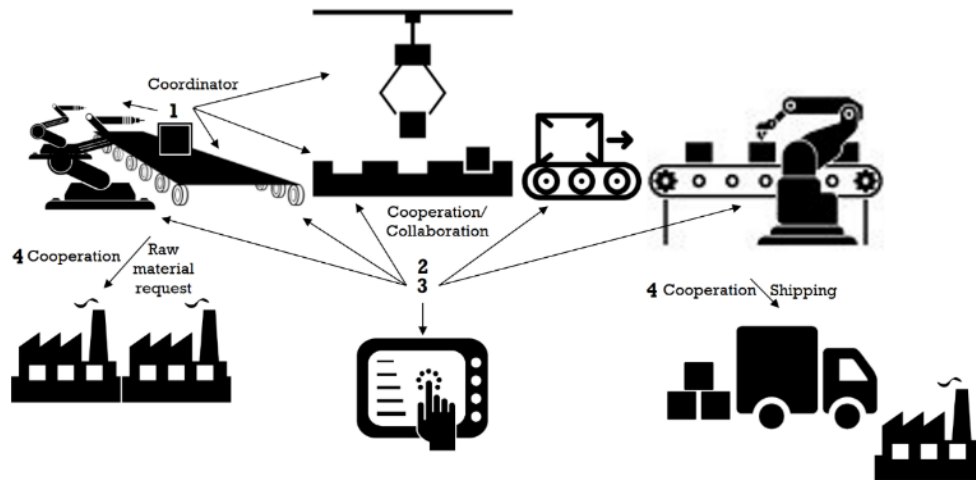 Coordinator
1
Cooperation/
Collaboration
2
3
4 Cooperation
Raw
material
request
4 Cooperation
Shipping